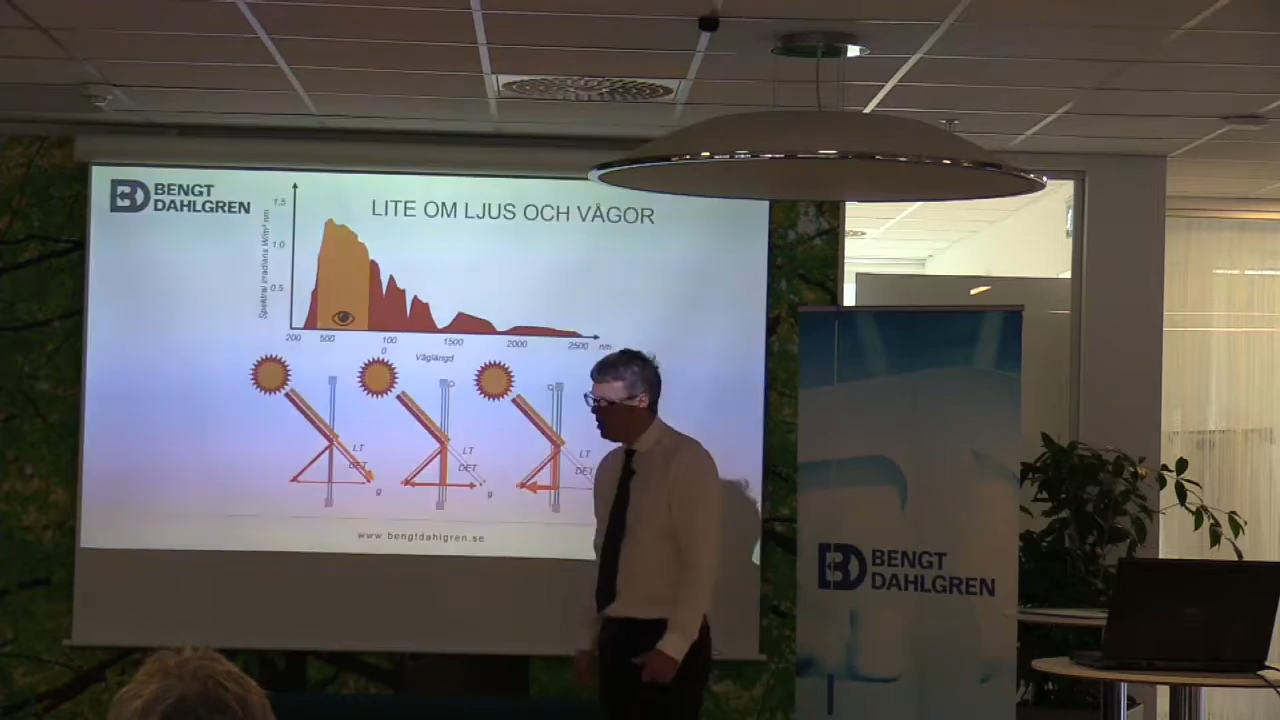 BENGT
DAHLGREN
LITE OM LJUS OCH VÅGOR
1.5
1.0
0.5
200 500 100 1500 2000 2500 nm
0
Våglängd
LT LT LT
DET DET DET
g g
www.bengtdahlgren.se
BENGT
DAHLGREN